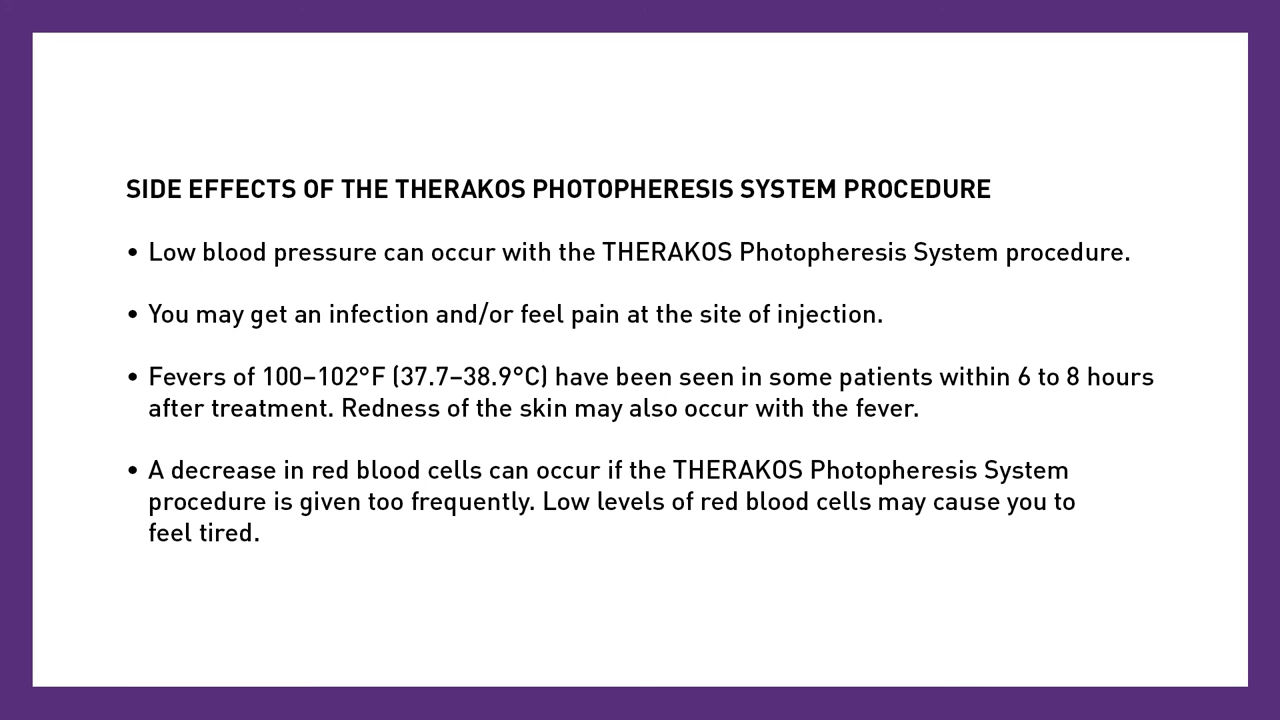 SIDE EFFECTS OF THE THERAKOS PHOTOPHERESIS SYSTEM PROCEDURE
• Low blood pressure can occur with the THERAKOS Photopheresis System procedure.
• You may get an infection and/or feel pain at the site of injection.
• Fevers of 100–102°F (37.7–38.9°C) have been seen in some patients within 6 to 8 hours
after treatment. Redness of the skin may also occur with the fever.
• A decrease in red blood cells can occur if the THERAKOS Photopheresis System
procedure is given too frequently. Low levels of red blood cells may cause you to
feel tired.